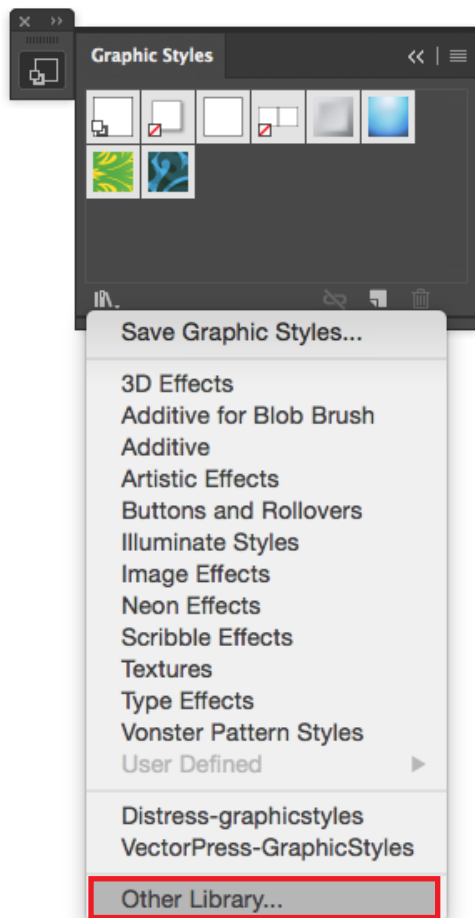 Graphic Styles
Save Graphic Styles...
3D Effects
Additive for Blob Brush
Additive
Artistic Effects
Buttons and Rollovers
Illuminate Styles
Image Effects
Neon Effects
Scribble Effects
Textures
Type Effects
Vonster Pattern Styles
User Defined
Distress-graphicstyles
VectorPress-GraphicStyles
Other Library...